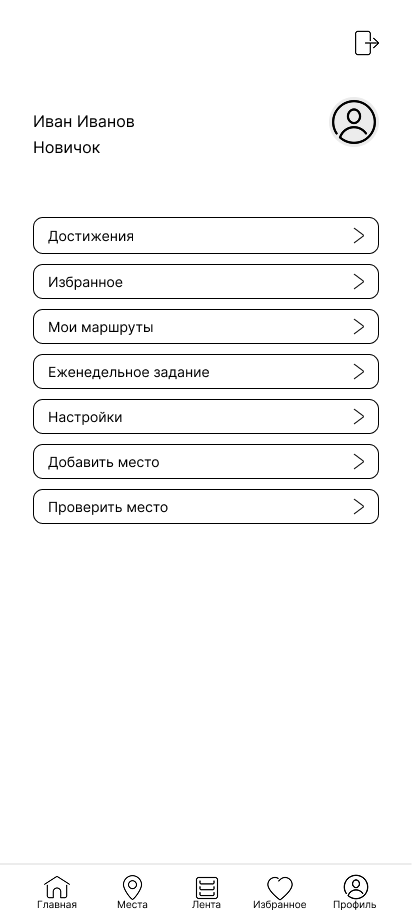 Иван Иванов
Новичок
Достижения
Избранное
Мои маршруты
Еженедельное задание
Настройки
Добавить место
Проверить место
Главная
Места
Лента
Избранное
Профиль